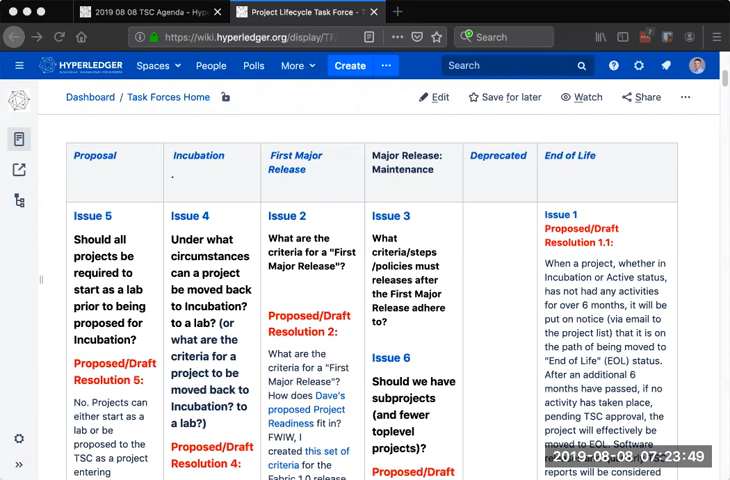 2019 08 08 TSC Agenda - T
Project Lifecycle Task Force - T
https://wiki.hyperledger.org/display/TF
Search
HYPERLEDGER
Spaces
People
Polls
More
Create
Search
Dashboard / Task Forces Home
Edit
Save for later
Watch
Share
Proposal
Incubation
.
First Major
Release
Major Release:
Maintenance
Deprecated
End of Life
Issue 5
Should all
projects be
required to
start as a lab
prior to being
proposed for
Incubation?
Proposed/Draft
Resolution 5:
No. Projects can
either start as a
lab or be
proposed to the
TSC as a project
entering
Issue 4
Under what
circumstances
can a project
be moved back
to Incubation?
to a lab? (or
what are the
criteria for a
project to be
moved back to
Incubation? to
a lab?)
Proposed/Draft
Resolution 4:
Issue 2
What are the
criteria for a "First
Major Release"?
Proposed/Draft
Resolution 2:
What are the
criteria for a "First
Major Release"?
How does Dave's
proposed Project
Readiness fit in?
FWIW, I
created this set of
criteria for the
Fabric 1.0 release
Issue 3
What
criteria/steps
/policies must
releases after
the First Major
Release adhere
to?
Issue 6
Should we have
subprojects
(and fewer
toplevel
projects)?
Proposed/Draft
Issue 1
Proposed/Draft
Resolution 1.1:
When a project, whether in
Incubation or Active status,
has not had any activities
for over 6 months, it will be
put on notice (via email to
the project list) that it is on
the path of being moved to
"End of Life" (EOL) status.
After an additional 6
months have passed, if no
activity has taken place,
pending TSC approval, the
project will effectively be
moved to EOL. Software
reports will be considered
2019-08-08 07:23:49